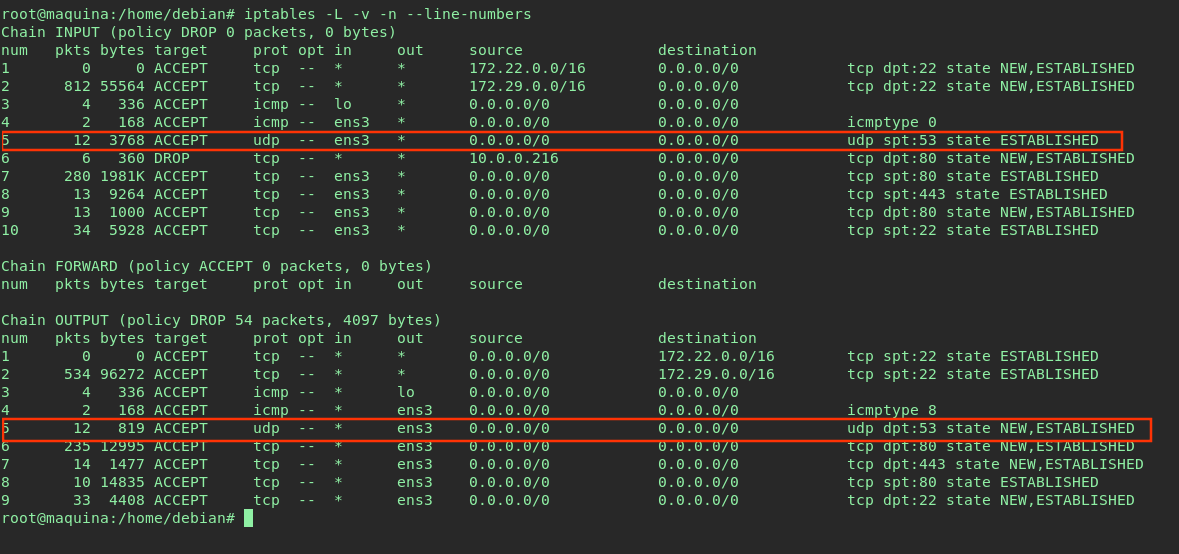 root@maquina:/home/debian# iptables -L -v -n --line-numbers
Chain INPUT (policy DROP 0 packets, 0 bytes)
num   pkts bytes target     prot opt in     out     source               destination
1        0     0 ACCEPT     tcp  --  *      *       172.22.0.0/16        0.0.0.0/0            tcp dpt:22 state NEW,ESTABLISHED
2      812 55564 ACCEPT     tcp  --  *      *       172.29.0.0/16        0.0.0.0/0            tcp dpt:22 state NEW,ESTABLISHED
3        4   336 ACCEPT     icmp --  lo     *       0.0.0.0/0            0.0.0.0/0
4        2   168 ACCEPT     icmp --  ens3   *       0.0.0.0/0            0.0.0.0/0            icmptype 0
5       12  3768 ACCEPT     udp  --  ens3   *       0.0.0.0/0            0.0.0.0/0            udp spt:53 state ESTABLISHED
6        6   360 DROP       tcp  --  *      *       10.0.0.216           0.0.0.0/0            tcp dpt:80 state NEW,ESTABLISHED
7      280 1981K ACCEPT     tcp  --  ens3   *       0.0.0.0/0            0.0.0.0/0            tcp spt:80 state ESTABLISHED
8       13  9264 ACCEPT     tcp  --  ens3   *       0.0.0.0/0            0.0.0.0/0            tcp spt:443 state ESTABLISHED
9       13  1000 ACCEPT     tcp  --  ens3   *       0.0.0.0/0            0.0.0.0/0            tcp dpt:80 state NEW,ESTABLISHED
10      34  5928 ACCEPT     tcp  --  ens3   *       0.0.0.0/0            0.0.0.0/0            tcp spt:22 state ESTABLISHED

Chain FORWARD (policy ACCEPT 0 packets, 0 bytes)
num   pkts bytes target     prot opt in     out     source               destination

Chain OUTPUT (policy DROP 54 packets, 4097 bytes)
num   pkts bytes target     prot opt in     out     source               destination
1        0     0 ACCEPT     tcp  --  *      *       0.0.0.0/0            172.22.0.0/16        tcp spt:22 state ESTABLISHED
2      534 96272 ACCEPT     tcp  --  *      *       0.0.0.0/0            172.29.0.0/16        tcp spt:22 state ESTABLISHED
3        4   336 ACCEPT     icmp --  *      lo      0.0.0.0/0            0.0.0.0/0
4        2   168 ACCEPT     icmp --  *      ens3    0.0.0.0/0            0.0.0.0/0            icmptype 8
5       12   819 ACCEPT     udp  --  *      ens3    0.0.0.0/0            0.0.0.0/0            udp dpt:53 state NEW,ESTABLISHED
6      235 12995 ACCEPT     tcp  --  *      ens3    0.0.0.0/0            0.0.0.0/0            tcp dpt:80 state NEW,ESTABLISHED
7       14  1477 ACCEPT     tcp  --  *      ens3    0.0.0.0/0            0.0.0.0/0            tcp dpt:443 state NEW,ESTABLISHED
8       10 14835 ACCEPT     tcp  --  *      ens3    0.0.0.0/0            0.0.0.0/0            tcp spt:80 state ESTABLISHED
9       33  4408 ACCEPT     tcp  --  *      ens3    0.0.0.0/0            0.0.0.0/0            tcp dpt:22 state NEW,ESTABLISHED
root@maquina:/home/debian#